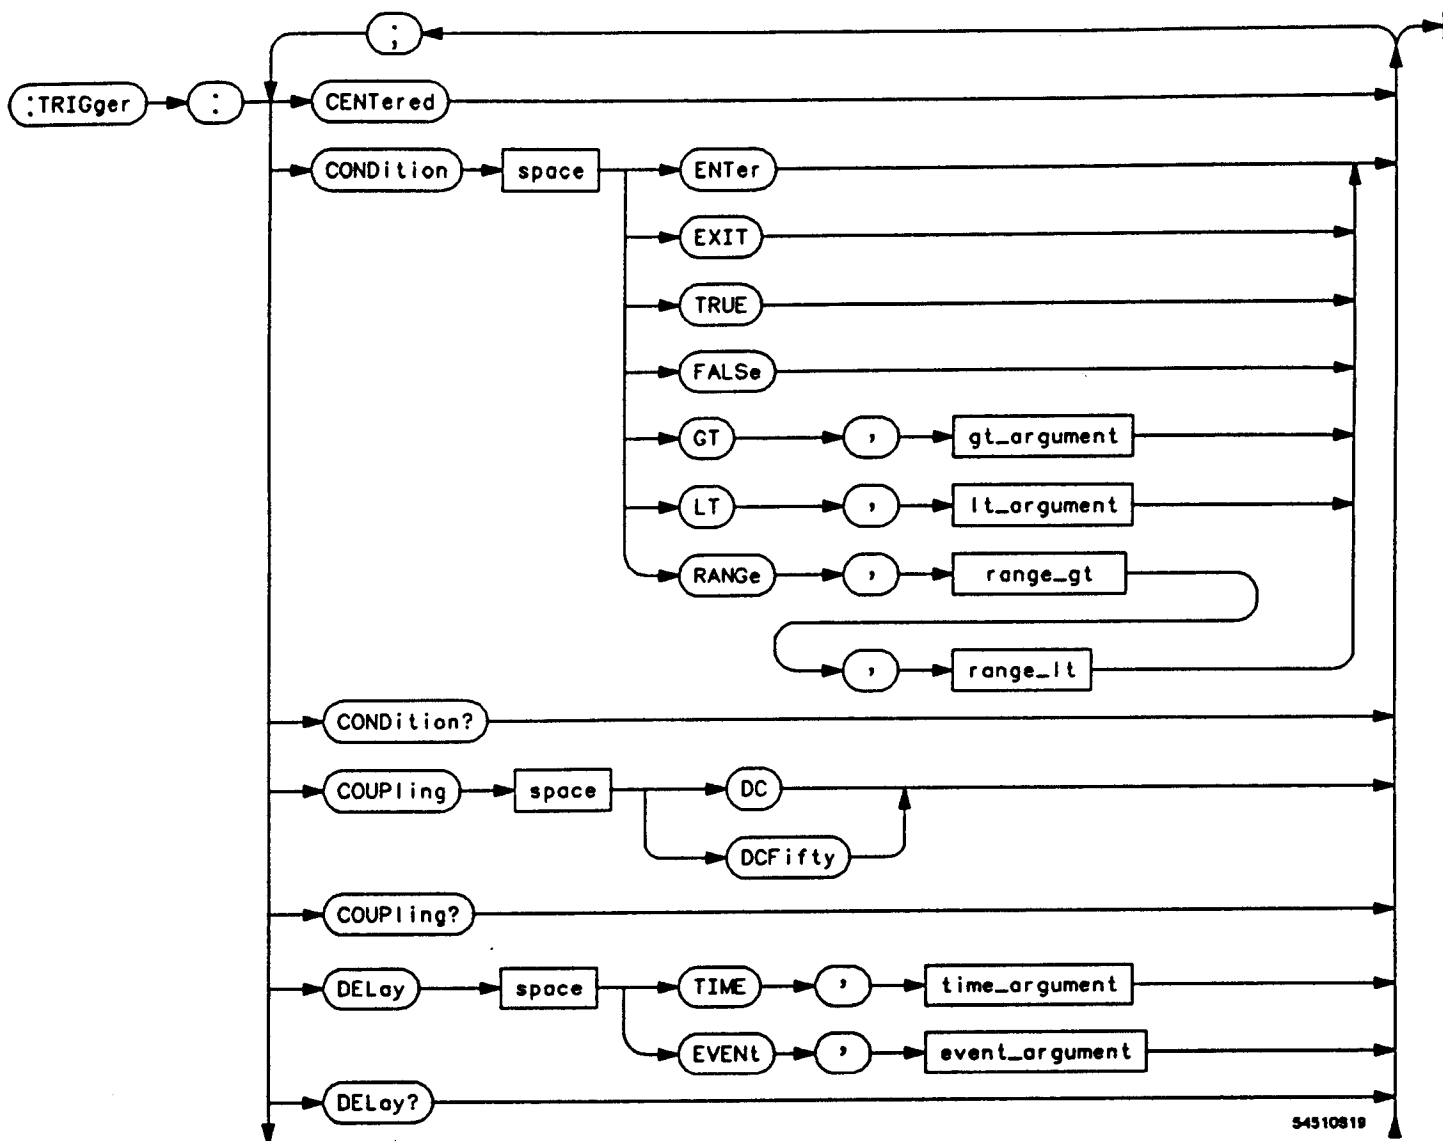 ;
:TRIGger : CENTered
CONDition space ENTer
EXIT
TRUE
FALSe
GT , gt_argument
LT , lt_argument
RANGe , range_gt
, range_lt
CONDition?
COUPling space DC
DCFifty
COUPling?
DELay space TIME , time_argument
EVENt , event_argument
DELay?
54510S19